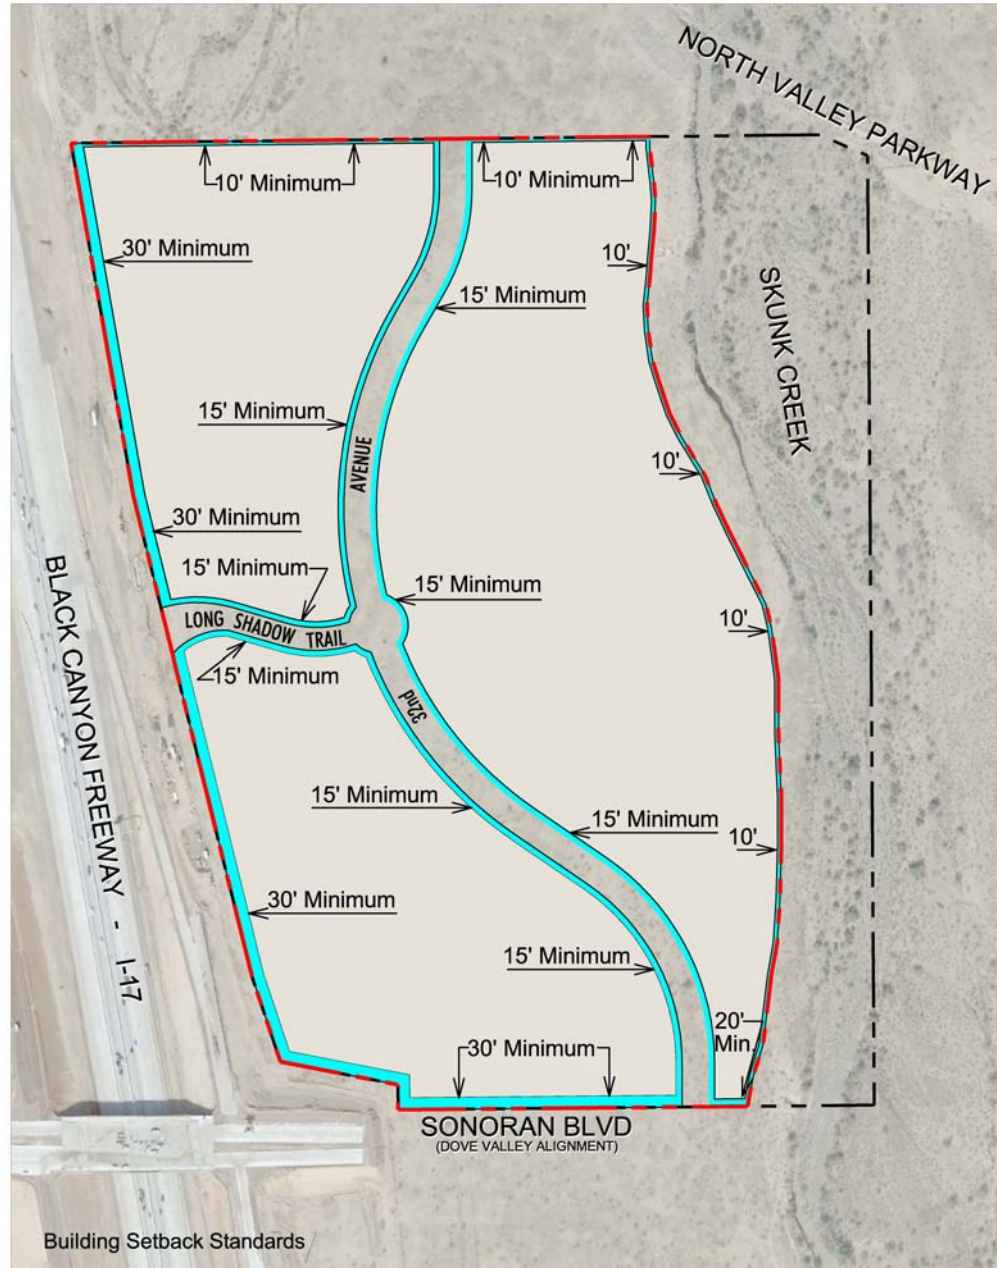 NORTH VALLEY PARKWAY
10' Minimum
10' Minimum
30' Minimum
10'
15' Minimum
SKUNK CREEK
15' Minimum
AVENUE
10'
30' Minimum
15' Minimum
15' Minimum
LONG SHADOW TRAIL
10'
15' Minimum
32nd
BLACK CANYON FREEWAY - I-17
15' Minimum
15' Minimum
10'
30' Minimum
15' Minimum
20'
Min.
30' Minimum
SONORAN BLVD
(DOVE VALLEY ALIGNMENT)
Building Setback Standards